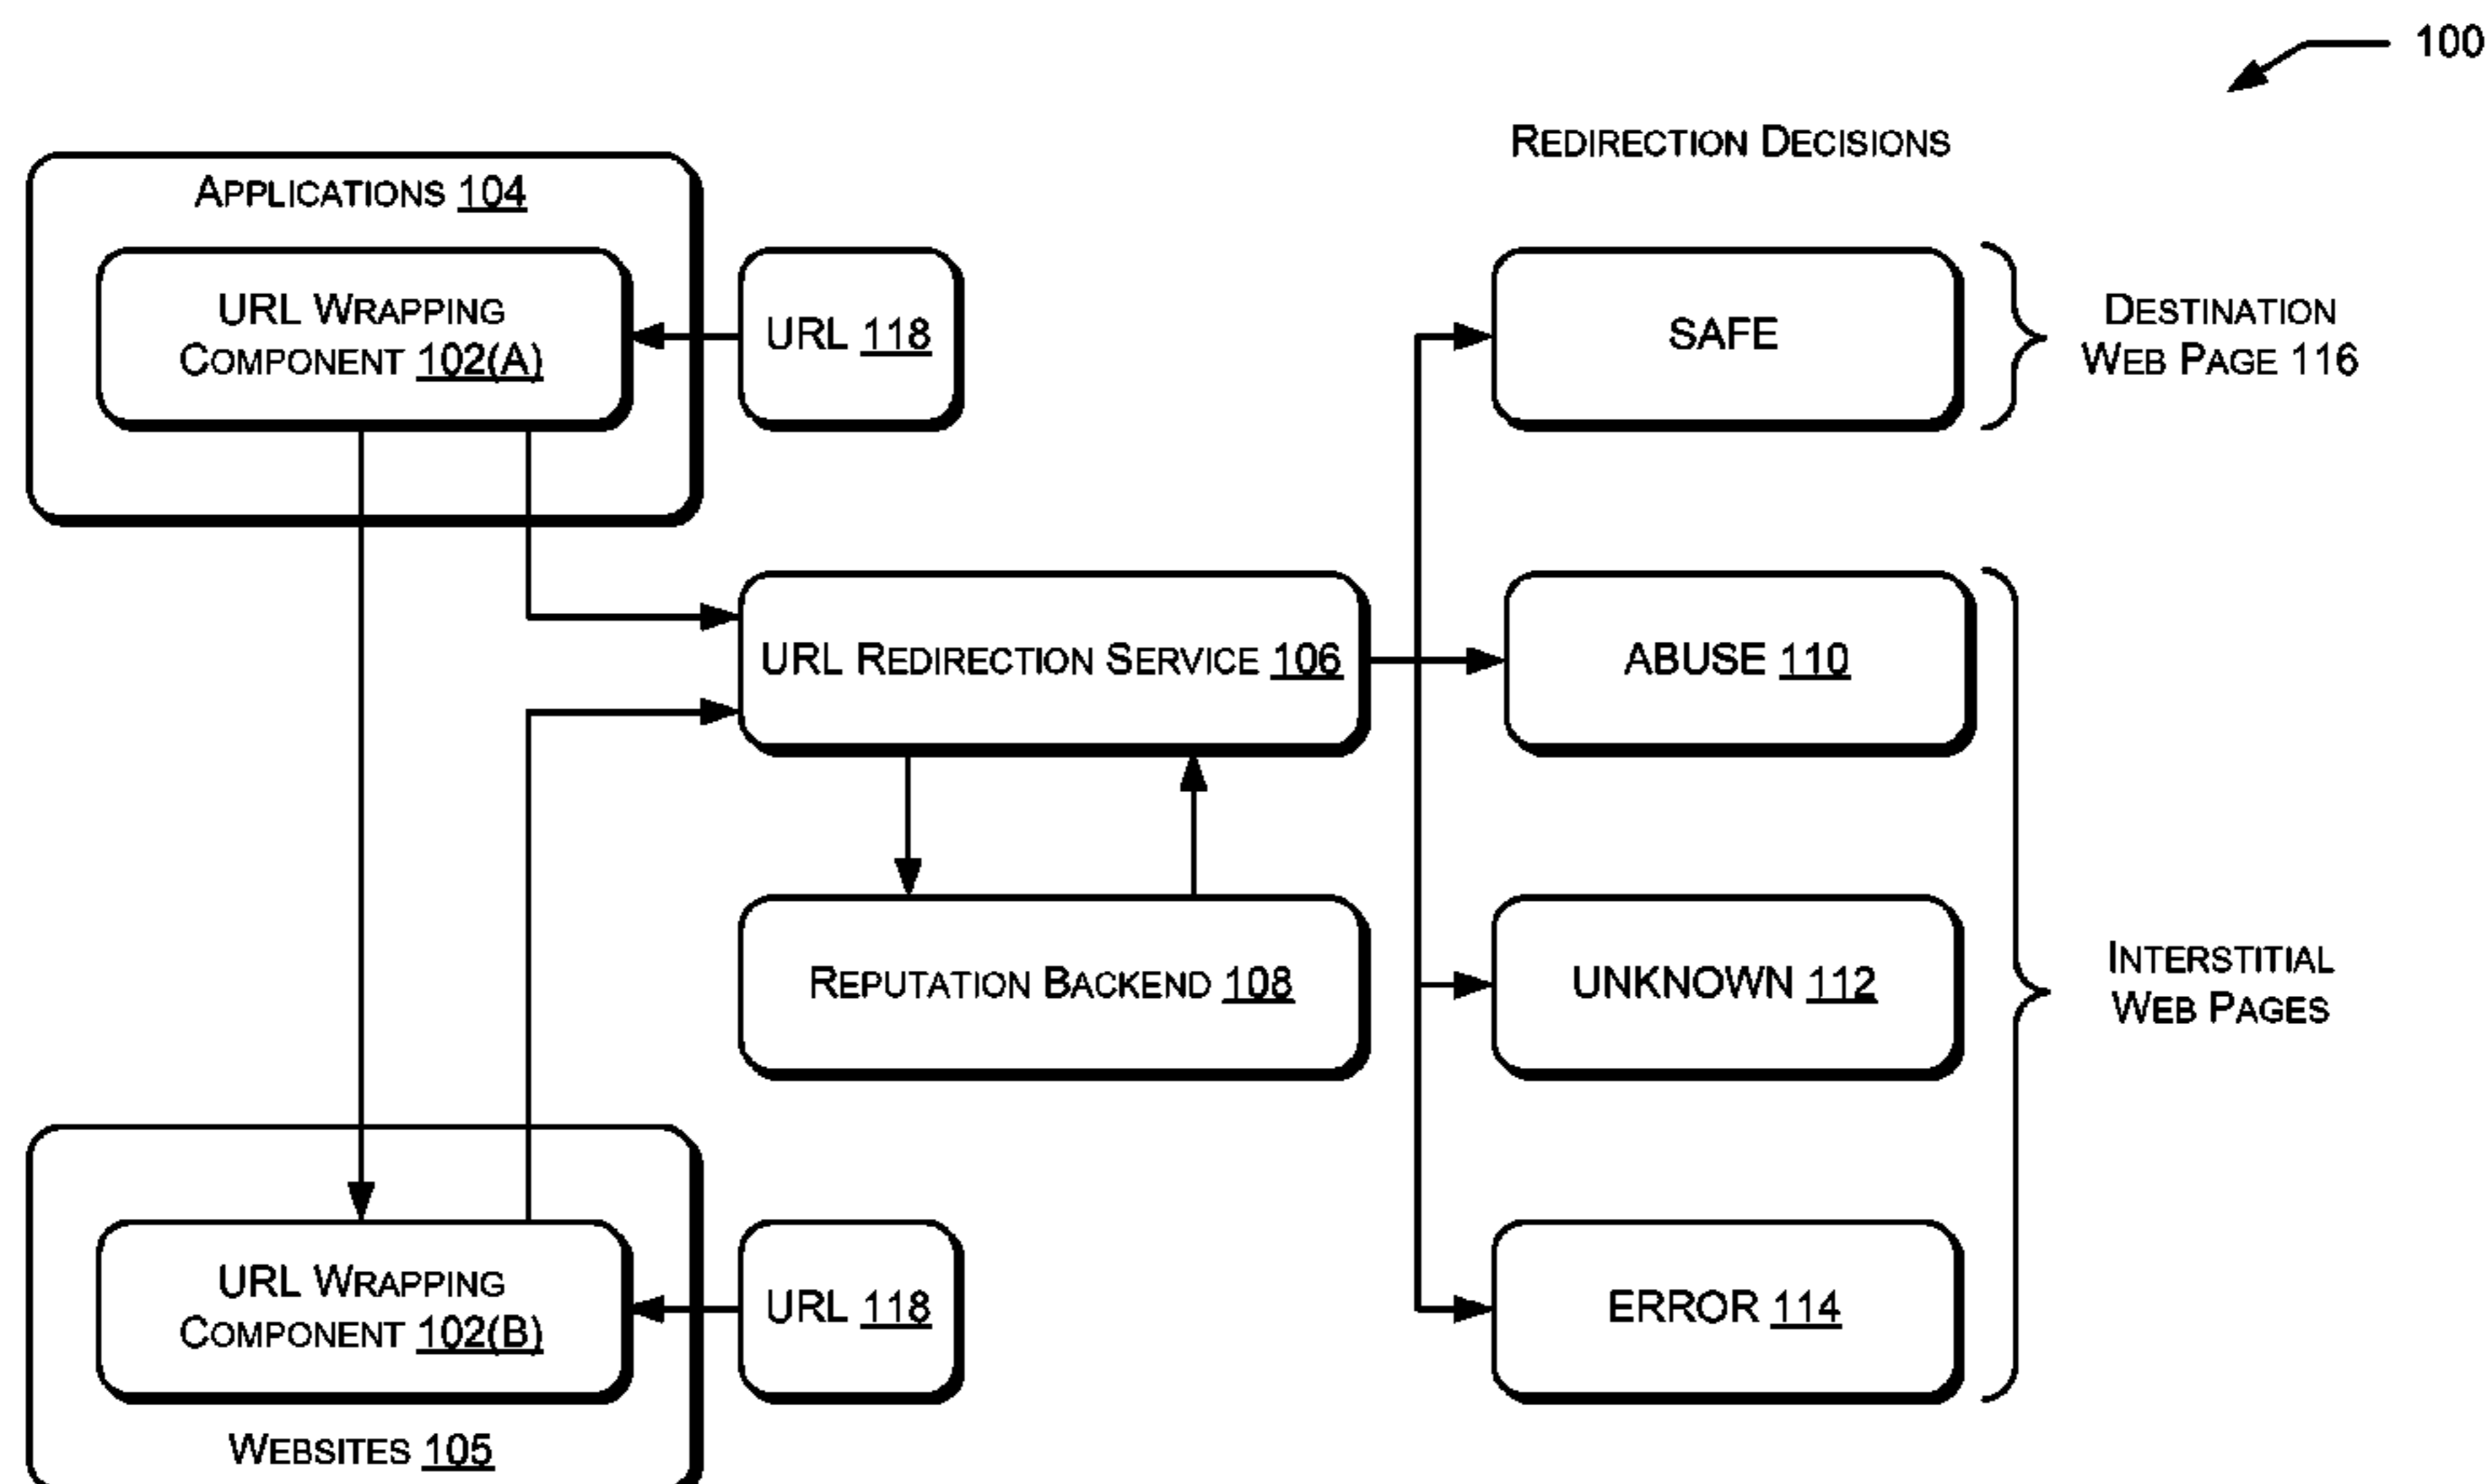 100
REDIRECTION DECISIONS
APPLICATIONS 104
URL WRAPPING
COMPONENT 102(A)
URL 118
SAFE
DESTINATION
WEB PAGE 116
URL REDIRECTION SERVICE 106
ABUSE 110
REPUTATION BACKEND 108
UNKNOWN 112
INTERSTITIAL
WEB PAGES
URL WRAPPING
COMPONENT 102(B)
URL 118
ERROR 114
WEBSITES 105